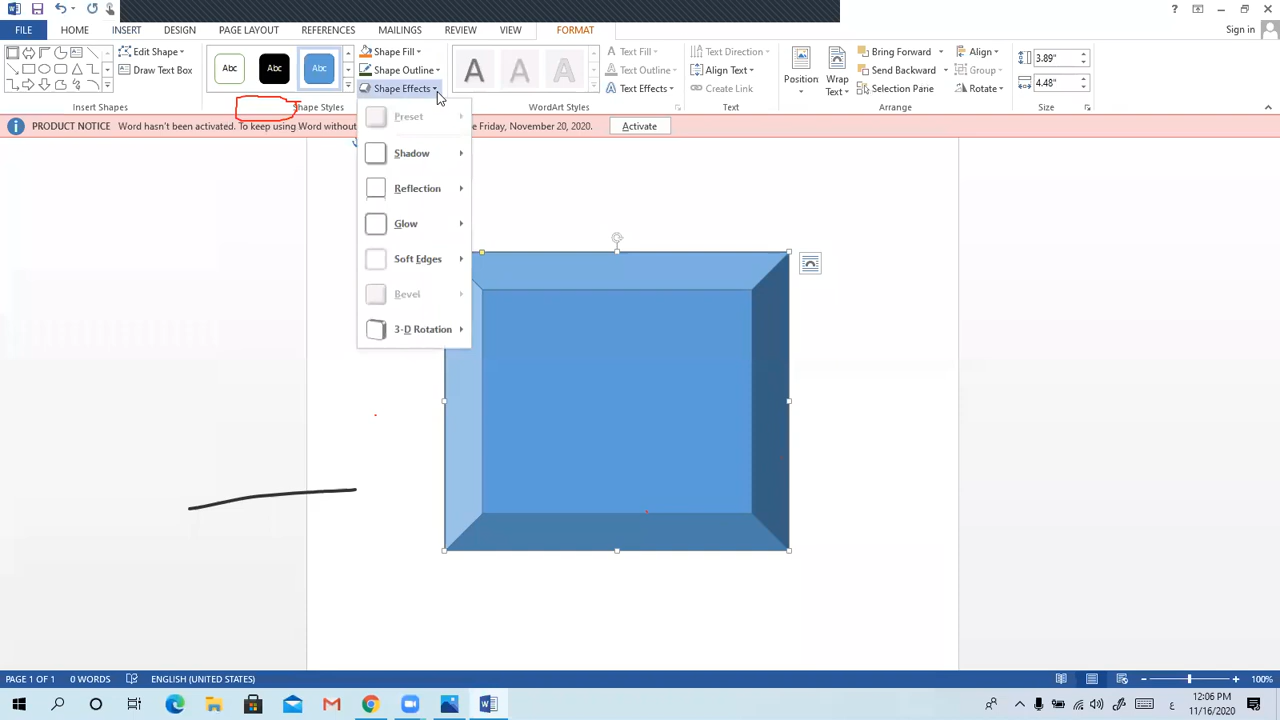 Sign in
FILE HOME INSERT DESIGN PAGE LAYOUT REFERENCES MAILINGS REVIEW VIEW FORMAT
Edit Shape
Draw Text Box
Insert Shapes
Abc Abc Abc
Shape Styles
Shape Fill
Shape Outline
Shape Effects
A A A
WordArt Styles
Text Fill
Text Outline
Text Effects
Text Direction
Align Text
Create Link
Text
Position
Wrap Text
Bring Forward
Send Backward
Selection Pane
Arrange
Align
Group
Rotate
3.89"
4.48"
Size
PRODUCT NOTICE Word hasn't been activated. To keep using Word without e Friday, November 20, 2020. Activate
Preset
Shadow
Reflection
Glow
Soft Edges
Bevel
3-D Rotation
PAGE 1 OF 1 0 WORDS ENGLISH (UNITED STATES) 100%
ع 12:06 PM
11/16/2020